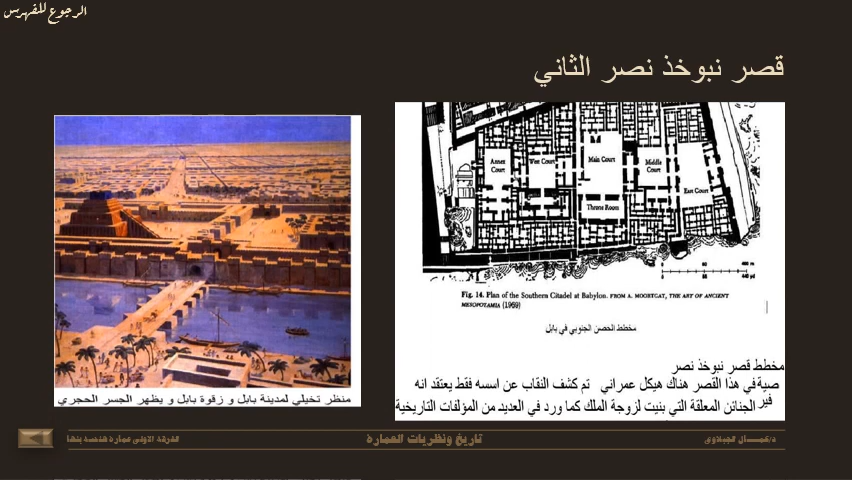 الرجوع للفهرس
قصر نبوخذ نصر الثاني
Annex Court
West Court
Main Court
Middle Court
East Court
Throne Room
Fig. 14. Plan of the Southern Citadel at Babylon. FROM A. MOORTGAT, THE ART OF ANCIENT
MESOPOTAMIA (1969)
مخطط الحصن الجنوبي في بابل
مخطط قصر نبوخذ نصر
في هذا القصر هناك هيكل عمراني تم كشف النقاب عن اسسه فقط يعتقد انه
الجنائن المعلقة التي بنيت لزوجة الملك كما ورد في العديد من المؤلفات التاريخية
منظر تخيلي لمدينة بابل و زقوة بابل و يظهر الجسر الحجري
الفرقة الاولى عمارة هندسة بنها
تاريخ ونظريات العمارة
د/كمال الجبلاوى